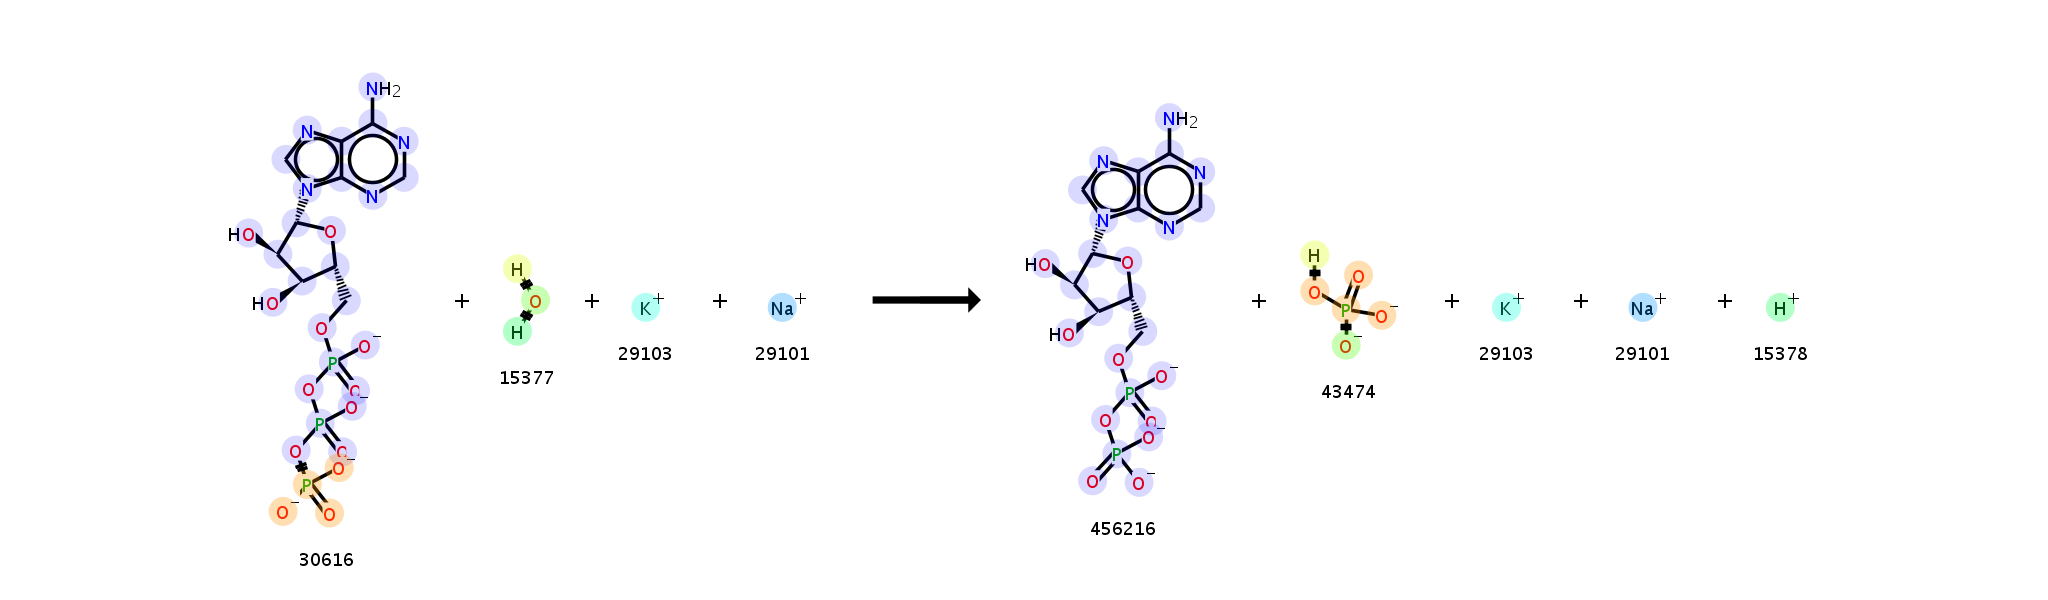 NH2
N N
N N
HO O
HO
O
P O−
O O
O−
P
O O
O−
P
O− O
30616
+
H
O
H
15377
+
K+
29103
+
Na+
29101
+
NH2
N N
N N
HO O
HO
O
P O−
O O
O−
P
O O−
456216
+
H
O O
P O−
O−
43474
+
K+
29103
+
Na+
29101
+
H+
15378